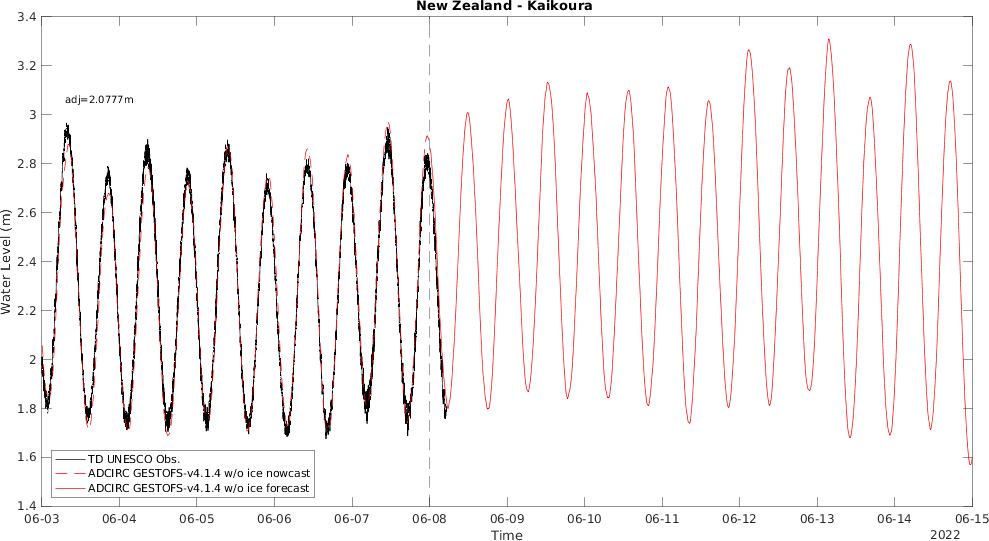 New Zealand - Kaikoura
3.4
3.2
3
2.8
2.6
2.4
2.2
2
1.8
1.6
1.4
Water Level (m)
adj=2.0777m
TD UNESCO Obs.
ADCIRC GESTOFS-v4.1.4 w/o ice nowcast
ADCIRC GESTOFS-v4.1.4 w/o ice forecast
06-03 06-04 06-05 06-06 06-07 06-08 06-09 06-10 06-11 06-12 06-13 06-14 06-15
Time
2022